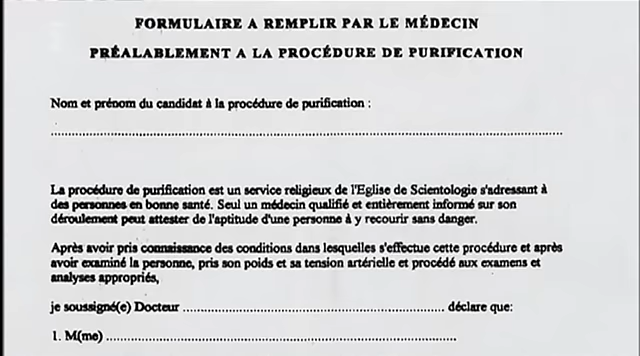 FORMULAIRE A REMPLIR PAR LE MÉDECIN
PRÉALABLEMENT A LA PROCÉDURE DE PURIFICATION
Nom et prénom du candidat à la procédure de purification :
................................................................................................................
La procédure de purification est un service religieux de l'Eglise de Scientologie s'adressant à
des personnes en bonne santé. Seul un médecin qualifié et entièrement informé sur son
déroulement peut attester de l'aptitude d'une personne à y recourir sans danger.
Après avoir pris connaissance des conditions dans lesquelles s'effectue cette procédure et après
avoir examiné la personne, pris son poids et sa tension artérielle et procédé aux examens et
analyses appropriés,
je soussigné(e) Docteur ................................................................ déclare que:
1. M(me) ......................................................................................